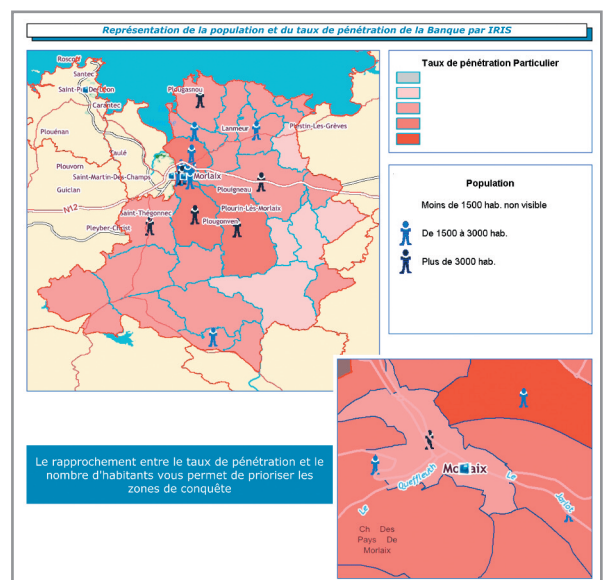 Représentation de la population et du taux de pénétration de la Banque par IRIS
Roscoff
Santec
Saint-Pol-De-Léon
Carantec
Plougasnou
Plouénan
Taulé
Lanmeur
Plestin-Les-Grèves
Plouvorn
Saint-Martin-Des-Champs
Morlaix
Guiclan
Plouigneau
N12
Saint-Thégonnec
Plourin-Lès-Morlaix
Pleyber-Christ
Plougonven
Taux de pénétration Particulier
Population
Moins de 1500 hab. non visible
De 1500 à 3000 hab.
Plus de 3000 hab.
Le rapprochement entre le taux de pénétration et le
nombre d'habitants vous permet de prioriser les
zones de conquête
Morlaix
Le Queffleuth
Le Jarlot
Ch Des
Pays De
Morlaix